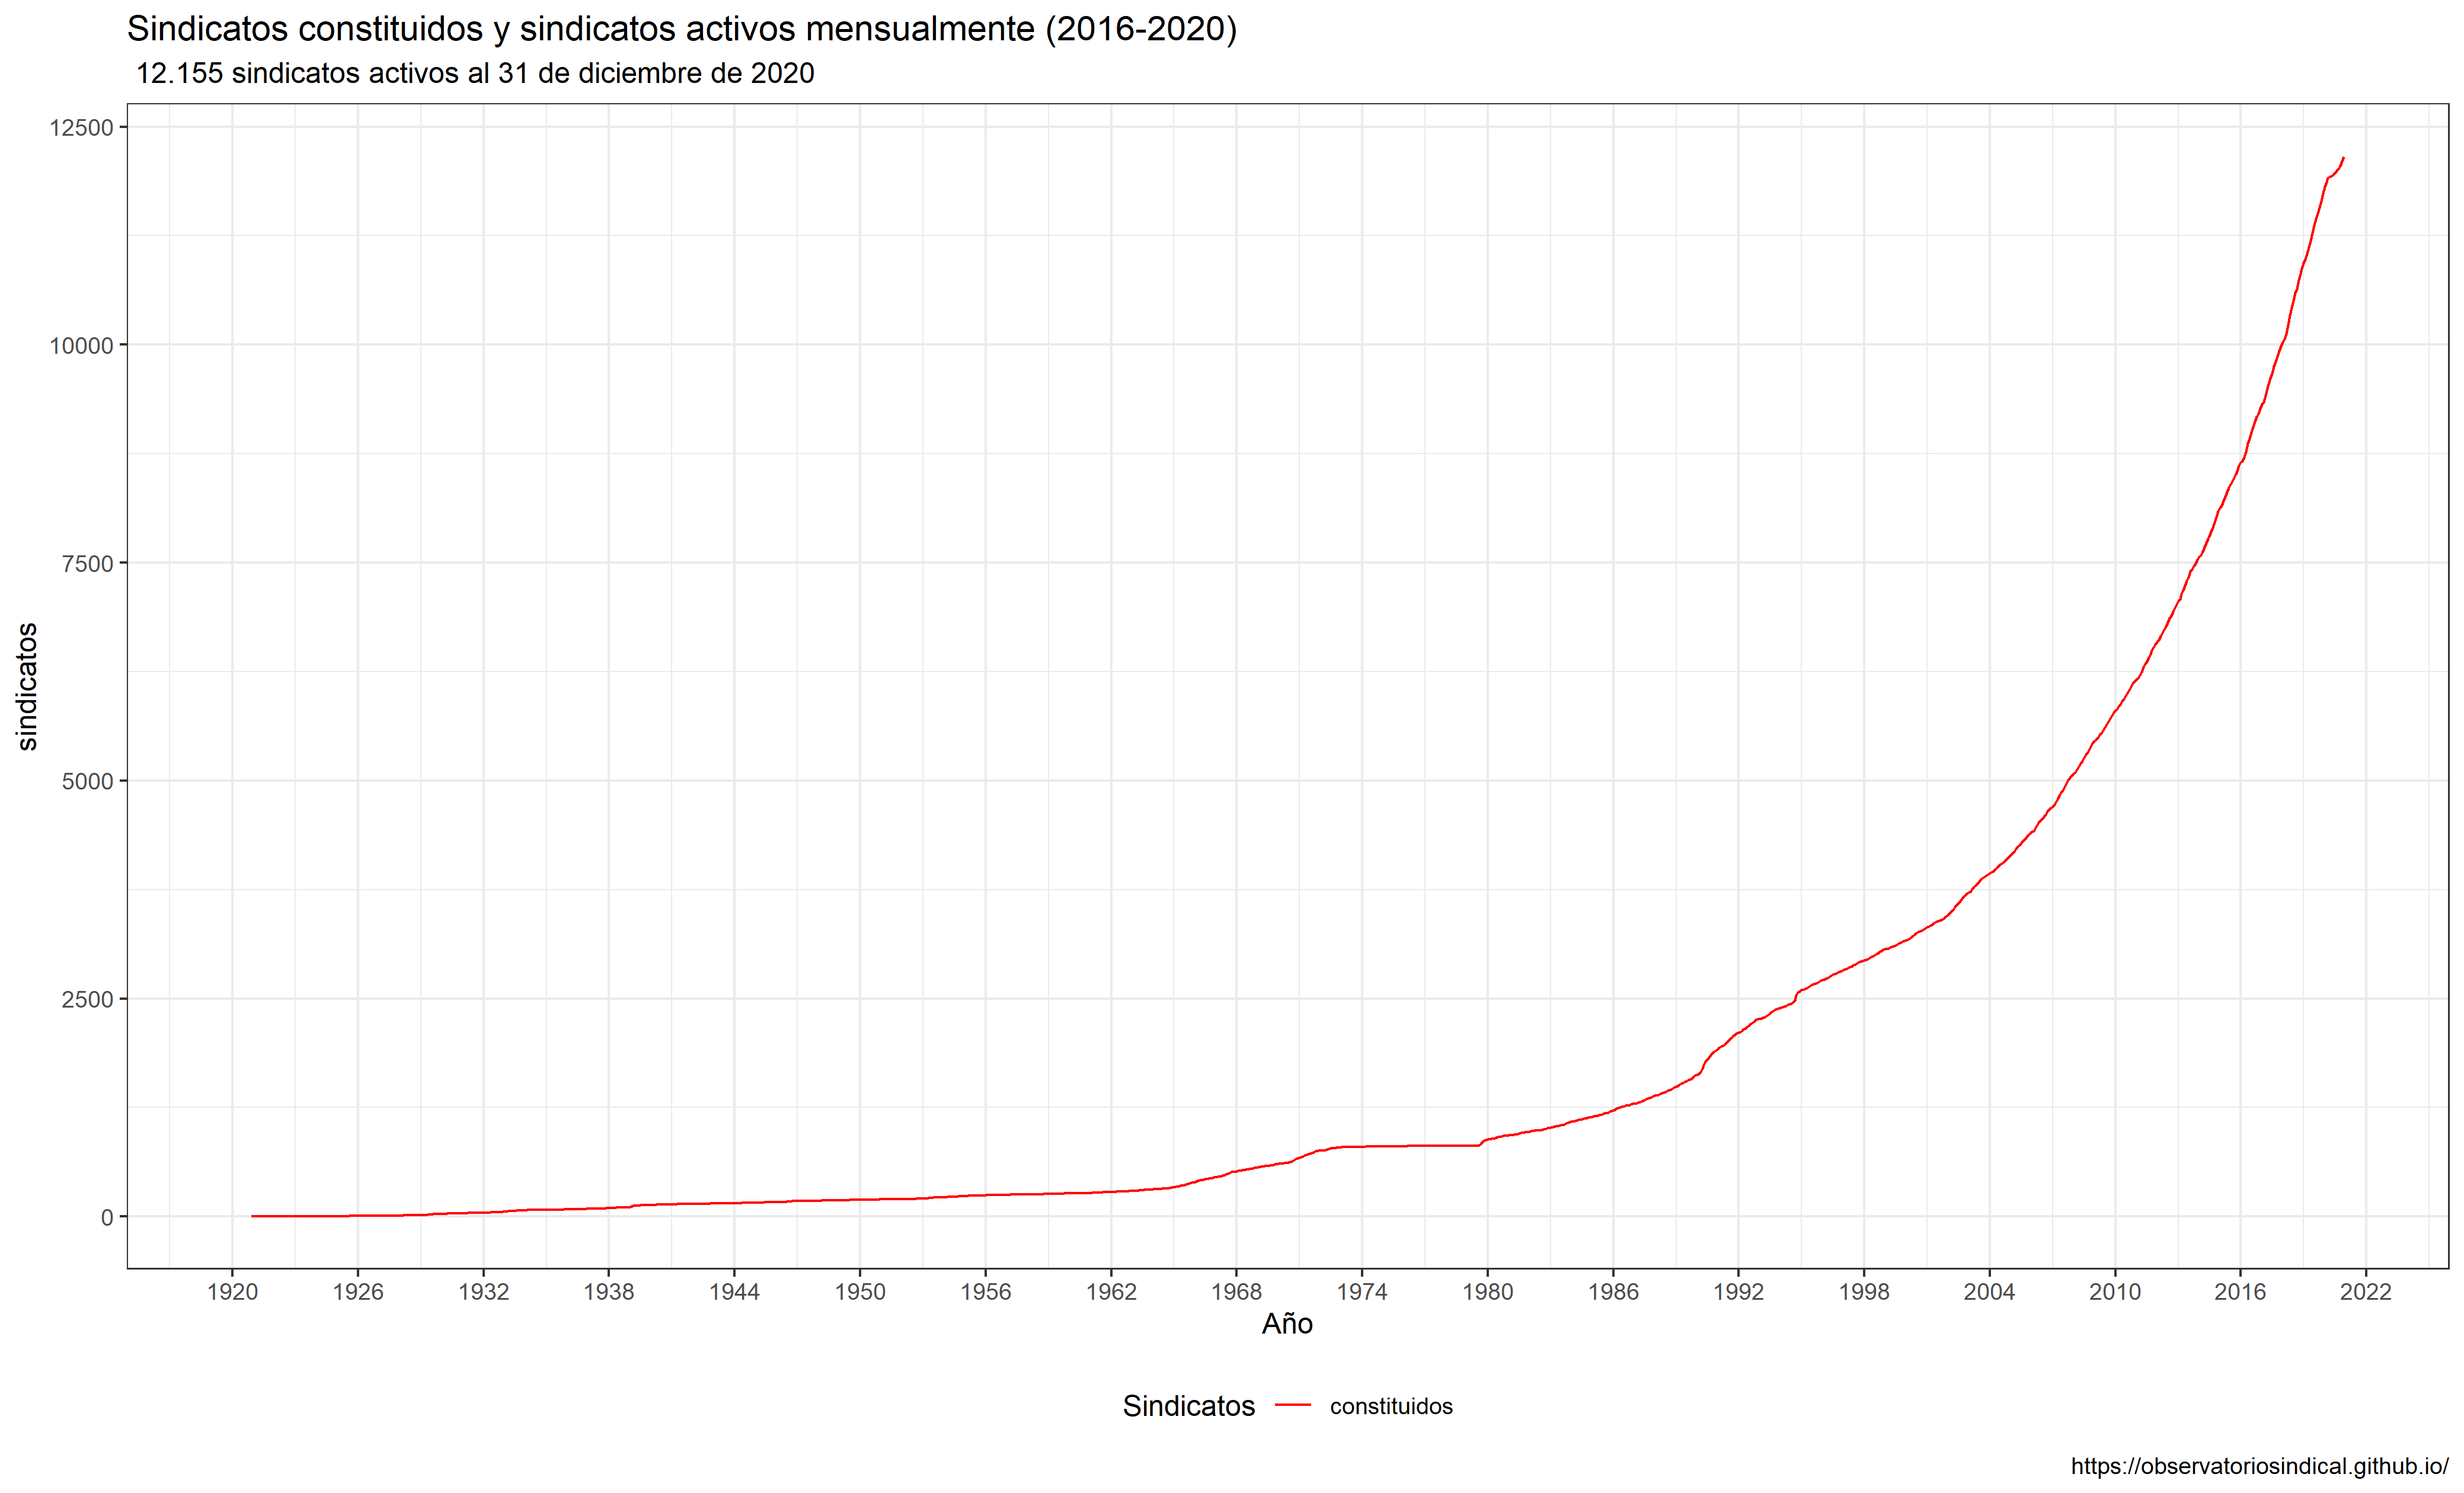 Sindicatos constituidos y sindicatos activos mensualmente (2016-2020)
12.155 sindicatos activos al 31 de diciembre de 2020
12500
10000
7500
5000
2500
0
sindicatos
1920 1926 1932 1938 1944 1950 1956 1962 1968 1974 1980 1986 1992 1998 2004 2010 2016 2022
Año
Sindicatos constituidos
https://observatoriosindical.github.io/